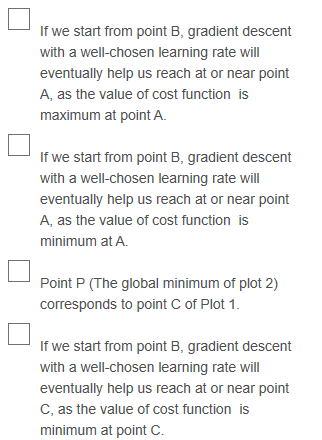 If we start from point B, gradient descent
with a well-chosen learning rate will
eventually help us reach at or near point
A, as the value of cost function is
maximum at point A.
If we start from point B, gradient descent
with a well-chosen learning rate will
eventually help us reach at or near point
A, as the value of cost function is
minimum at A.
Point P (The global minimum of plot 2)
corresponds to point C of Plot 1.
If we start from point B, gradient descent
with a well-chosen learning rate will
eventually help us reach at or near point
C, as the value of cost function is
minimum at point C.